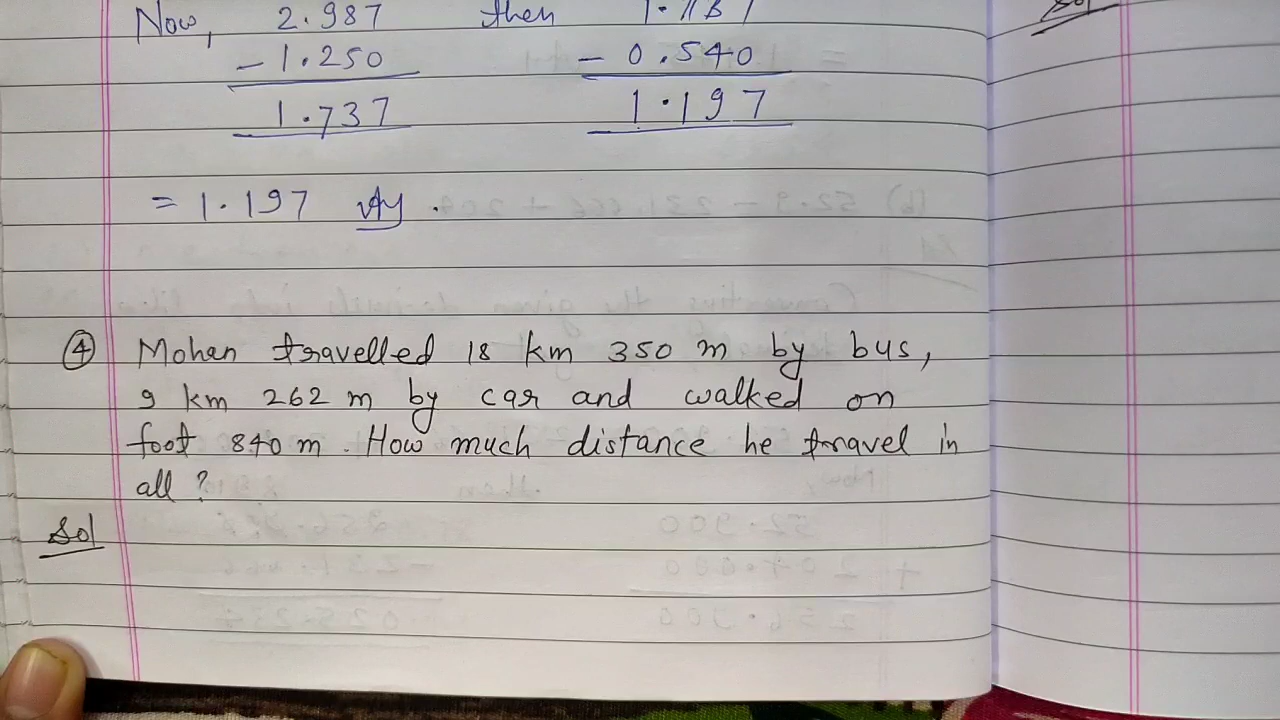 Now, 2.987 then
- 1.250 - 0.540
1.737 1.197
= 1.197 
④ Mohan travelled 18 km 350 m by bus,
9 km 262 m by car and walked on
foot 840 m. How much distance he travel in
all?
Sol